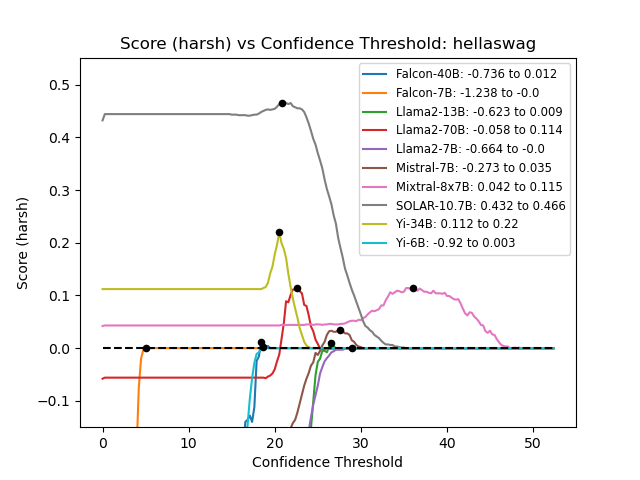 Score (harsh) vs Confidence Threshold: hellaswag
Score (harsh)
0.5
0.4
0.3
0.2
0.1
0.0
−0.1
Falcon-40B: -0.736 to 0.012
Falcon-7B: -1.238 to -0.0
Llama2-13B: -0.623 to 0.009
Llama2-70B: -0.058 to 0.114
Llama2-7B: -0.664 to -0.0
Mistral-7B: -0.273 to 0.035
Mixtral-8x7B: 0.042 to 0.115
SOLAR-10.7B: 0.432 to 0.466
Yi-34B: 0.112 to 0.22
Yi-6B: -0.92 to 0.003
0 10 20 30 40 50
Confidence Threshold